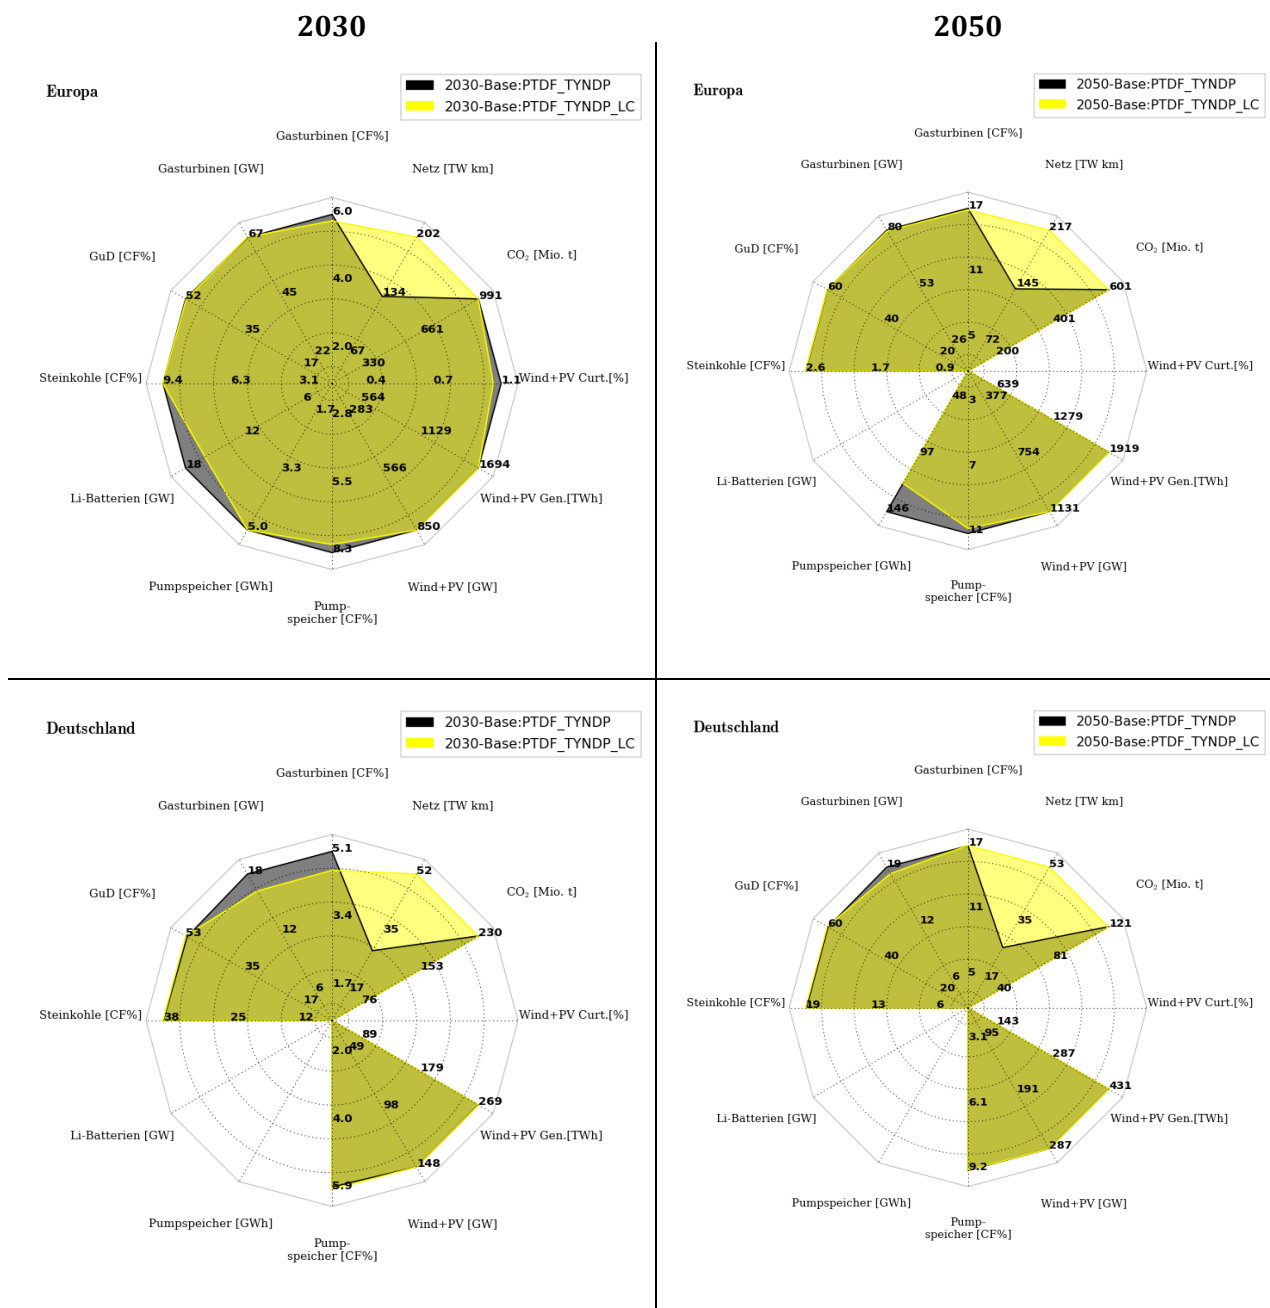 2030
2050
Europa
2030-Base:PTDF_TYNDP
2030-Base:PTDF_TYNDP_LC
Gasturbinen [CF%]
Gasturbinen [GW]
Netz [TW km]
GuD [CF%]
CO₂ [Mio. t]
Steinkohle [CF%]
Wind+PV Curt.[%]
Li-Batterien [GW]
Wind+PV Gen.[TWh]
Pumpspeicher [GWh]
Wind+PV [GW]
Pump-
speicher [CF%]
6.0
4.0
2.0
202
134
67
991
661
330
1.1
0.7
0.4
1694
1129
564
850
566
283
8.3
5.5
2.8
5.0
3.3
1.7
18
12
6
9.4
6.3
3.1
52
35
17
67
45
22
Europa
2050-Base:PTDF_TYNDP
2050-Base:PTDF_TYNDP_LC
Gasturbinen [CF%]
Gasturbinen [GW]
Netz [TW km]
GuD [CF%]
CO₂ [Mio. t]
Steinkohle [CF%]
Wind+PV Curt.[%]
Li-Batterien [GW]
Wind+PV Gen.[TWh]
Pumpspeicher [GWh]
Wind+PV [GW]
Pump-
speicher [CF%]
17
11
5
217
145
72
601
401
200
1919
1279
639
1131
754
377
11
7
3
146
97
48
2.6
1.7
0.9
60
40
20
80
53
26
Deutschland
2030-Base:PTDF_TYNDP
2030-Base:PTDF_TYNDP_LC
Gasturbinen [CF%]
Gasturbinen [GW]
Netz [TW km]
GuD [CF%]
CO₂ [Mio. t]
Steinkohle [CF%]
Wind+PV Curt.[%]
Li-Batterien [GW]
Wind+PV Gen.[TWh]
Pumpspeicher [GWh]
Wind+PV [GW]
Pump-
speicher [CF%]
5.1
3.4
1.7
52
35
17
230
153
76
269
179
89
148
98
49
5.9
4.0
2.0
38
25
12
53
35
17
18
12
6
Deutschland
2050-Base:PTDF_TYNDP
2050-Base:PTDF_TYNDP_LC
Gasturbinen [CF%]
Gasturbinen [GW]
Netz [TW km]
GuD [CF%]
CO₂ [Mio. t]
Steinkohle [CF%]
Wind+PV Curt.[%]
Li-Batterien [GW]
Wind+PV Gen.[TWh]
Pumpspeicher [GWh]
Wind+PV [GW]
Pump-
speicher [CF%]
17
11
5
53
35
17
121
81
40
431
287
143
287
191
95
9.2
6.1
3.1
19
13
6
60
40
20
19
12
6